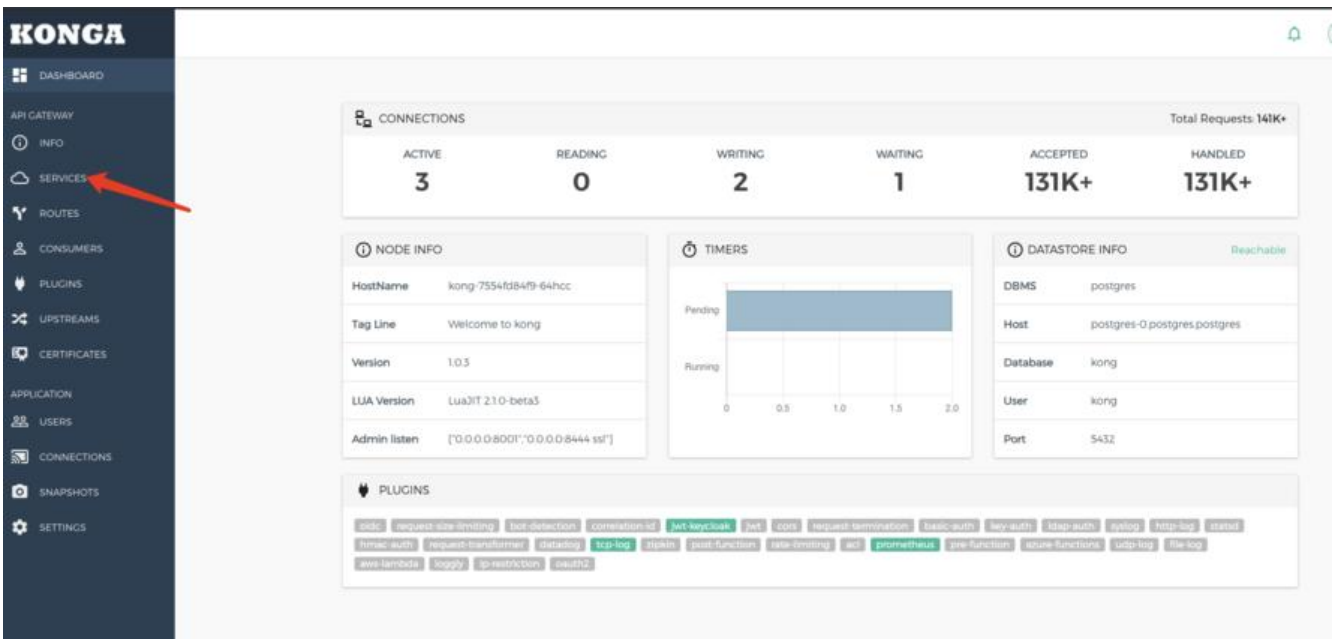 KONGA
DASHBOARD
API GATEWAY
INFO
SERVICES
ROUTES
CONSUMERS
PLUGINS
UPSTREAMS
CERTIFICATES
APPLICATION
USERS
CONNECTIONS
SNAPSHOTS
SETTINGS
CONNECTIONS Total Requests: 141K+
ACTIVE READING WRITING WAITING ACCEPTED HANDLED
3 0 2 1 131K+ 131K+
NODE INFO
HostName kong-7554fd84f9-64hcc
Tag Line Welcome to kong
Version 1.0.3
LUA Version LuaJIT 2.1.0-beta3
Admin listen ["0.0.0.0:8001","0.0.0.0:8444 ssl"]
TIMERS
Pending
Running
0 0.5 1.0 1.5 2.0
DATASTORE INFO Reachable
DBMS postgres
Host postgres-0.postgres.postgres
Database kong
User kong
Port 5432
PLUGINS
oidc request-size-limiting bot-detection correlation-id jwt-keycloak jwt cors request-termination basic-auth key-auth ldap-auth syslog http-log statsd
hmac-auth request-transformer datadog tcp-log zipkin post-function rate-limiting acl prometheus pre-function azure-functions udp-log file-log
aws-lambda loggly ip-restriction oauth2